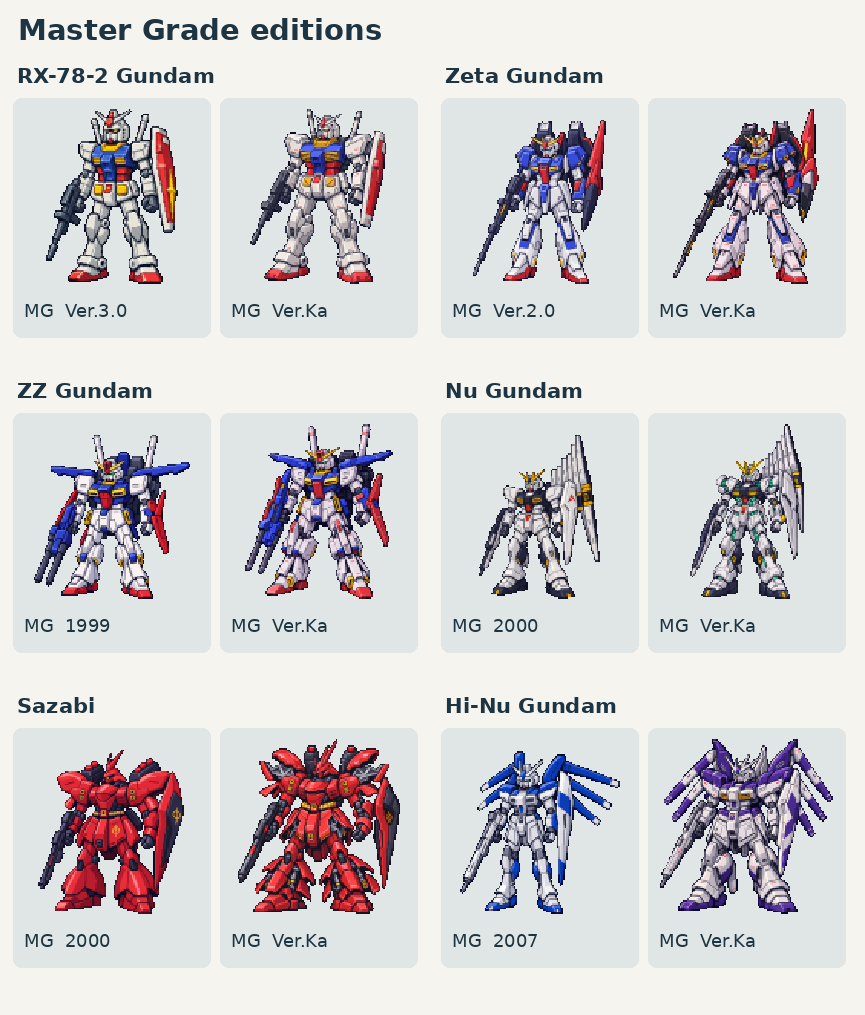 Master Grade editions
RX-78-2 Gundam
Zeta Gundam
MG Ver.3.0
MG Ver.Ka
MG Ver.2.0
MG Ver.Ka
ZZ Gundam
Nu Gundam
MG 1999
MG Ver.Ka
MG 2000
MG Ver.Ka
Sazabi
Hi-Nu Gundam
MG 2000
MG Ver.Ka
MG 2007
MG Ver.Ka